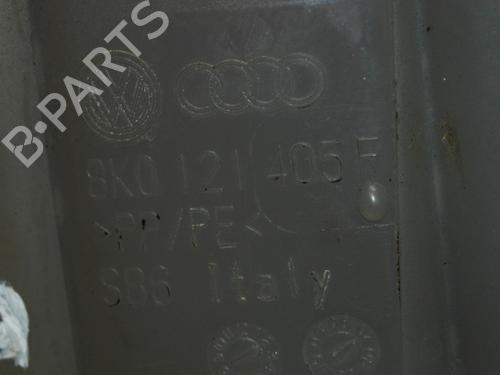 B-PARTS
8K0 121 405 F
>PP/PE<
SB6 Italy